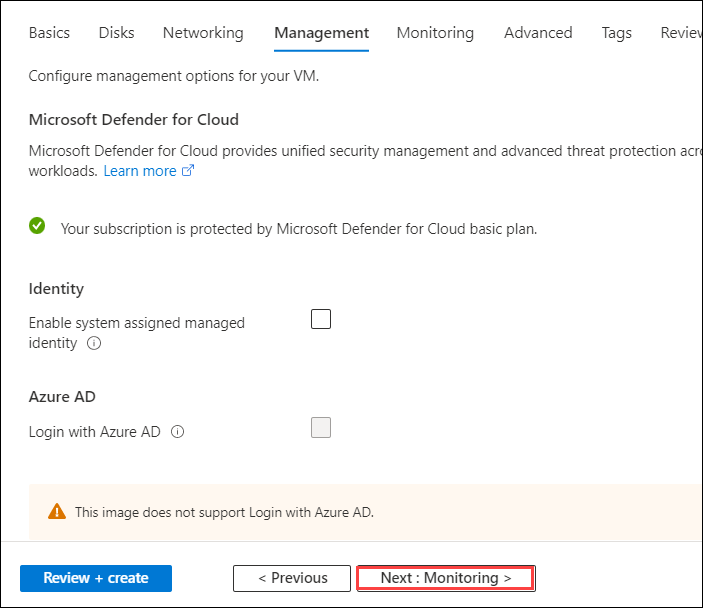 Basics Disks Networking Management Monitoring Advanced Tags Review
Configure management options for your VM.
Microsoft Defender for Cloud
Microsoft Defender for Cloud provides unified security management and advanced threat protection acr
workloads. Learn more
Your subscription is protected by Microsoft Defender for Cloud basic plan.
Identity
Enable system assigned managed
identity
Azure AD
Login with Azure AD
This image does not support Login with Azure AD.
Review + create
< Previous
Next : Monitoring >